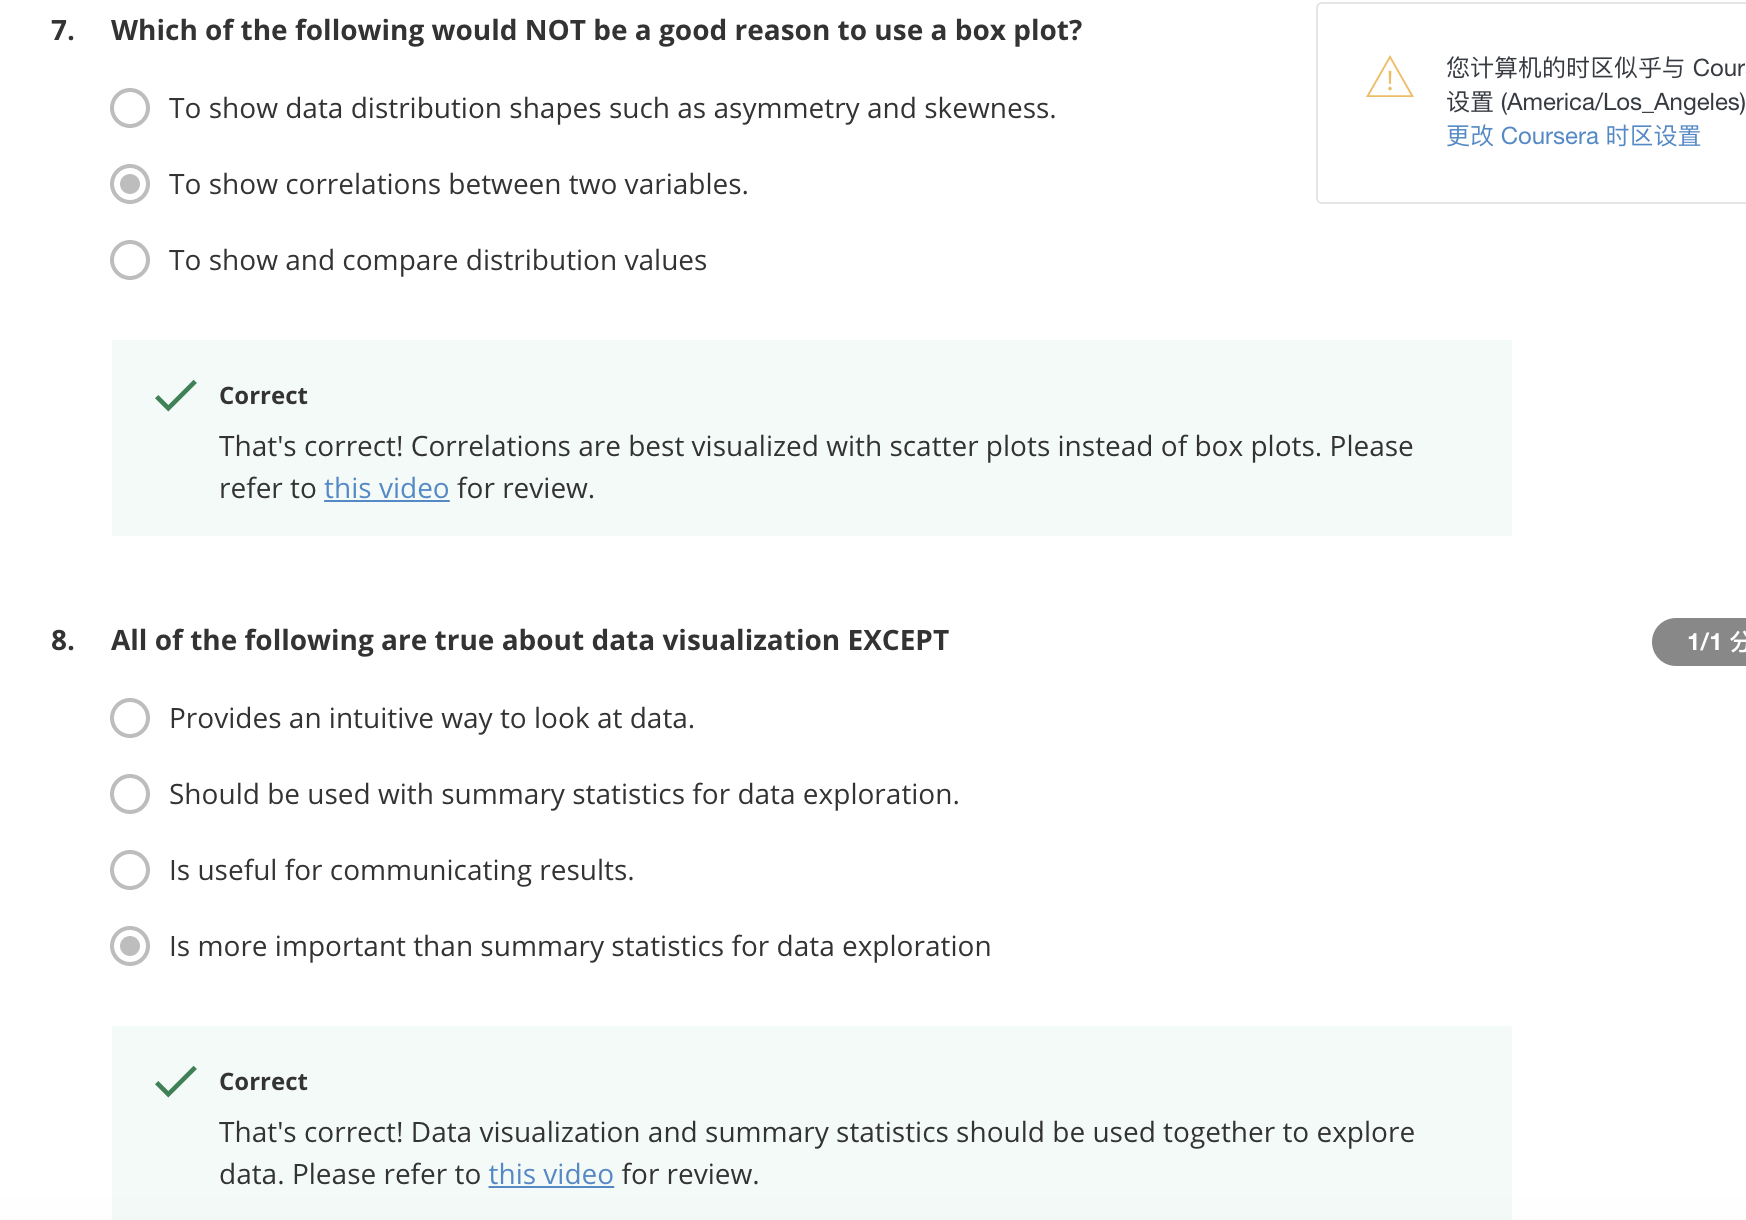 7. Which of the following would NOT be a good reason to use a box plot?
To show data distribution shapes such as asymmetry and skewness.
To show correlations between two variables.
To show and compare distribution values
Correct
That's correct! Correlations are best visualized with scatter plots instead of box plots. Please
refer to this video for review.
您计算机的时区似乎与 Cour
设置 (America/Los_Angeles)
更改 Coursera 时区设置
8. All of the following are true about data visualization EXCEPT
1/1 分
Provides an intuitive way to look at data.
Should be used with summary statistics for data exploration.
Is useful for communicating results.
Is more important than summary statistics for data exploration
Correct
That's correct! Data visualization and summary statistics should be used together to explore
data. Please refer to this video for review.